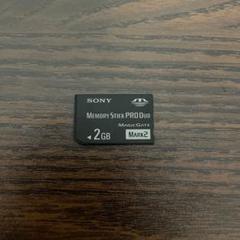 SONY
MEMORY STICK PRO DUO
MAGICGATE
2GB MARK2